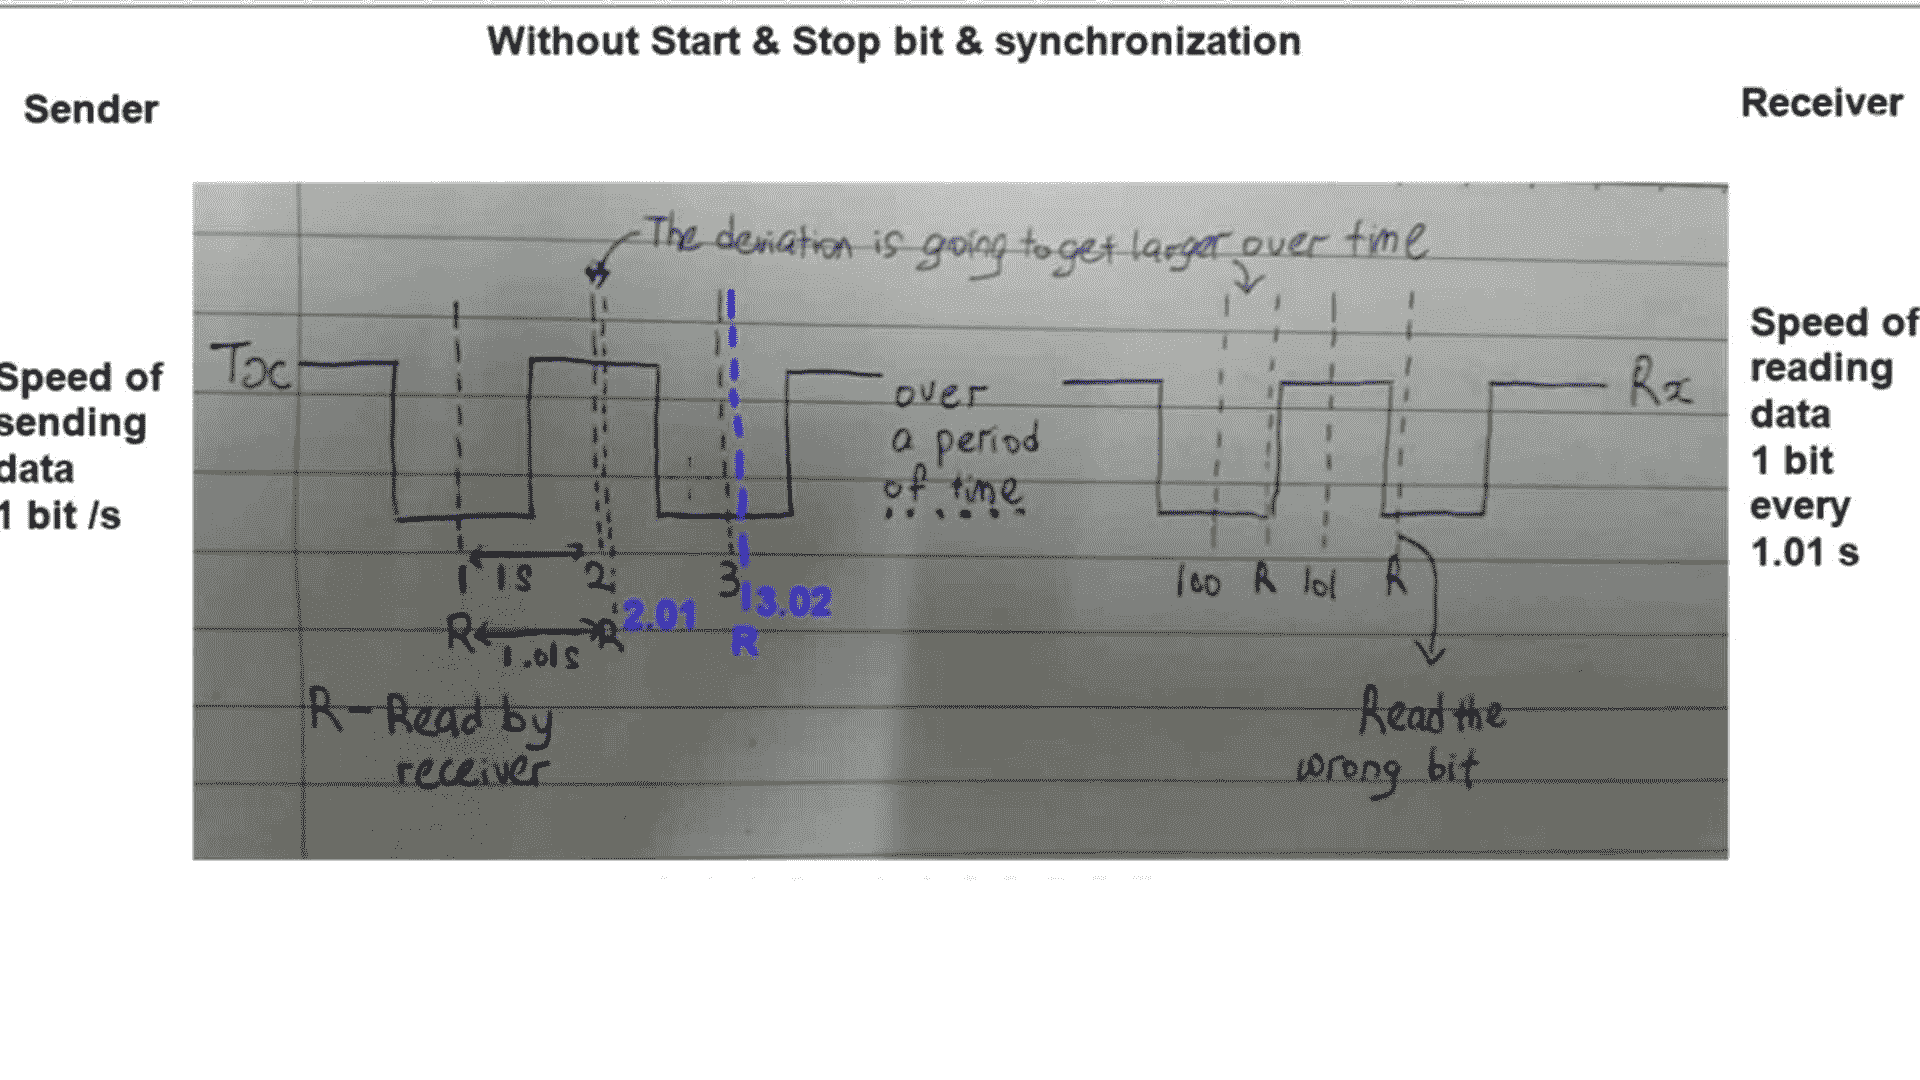 Without Start & Stop bit & synchronization
Sender
Receiver
The deviation is going to get larger over time
Speed of
sending
data
1 bit /s
Tx
over
a period
of time
......
Rx
Speed of
reading
data
1 bit
every
1.01 s
1 1s 2 3 100 R 101 R
R 1.01s R 2.01 3.02
R
R - Read by
receiver
Read the
wrong bit